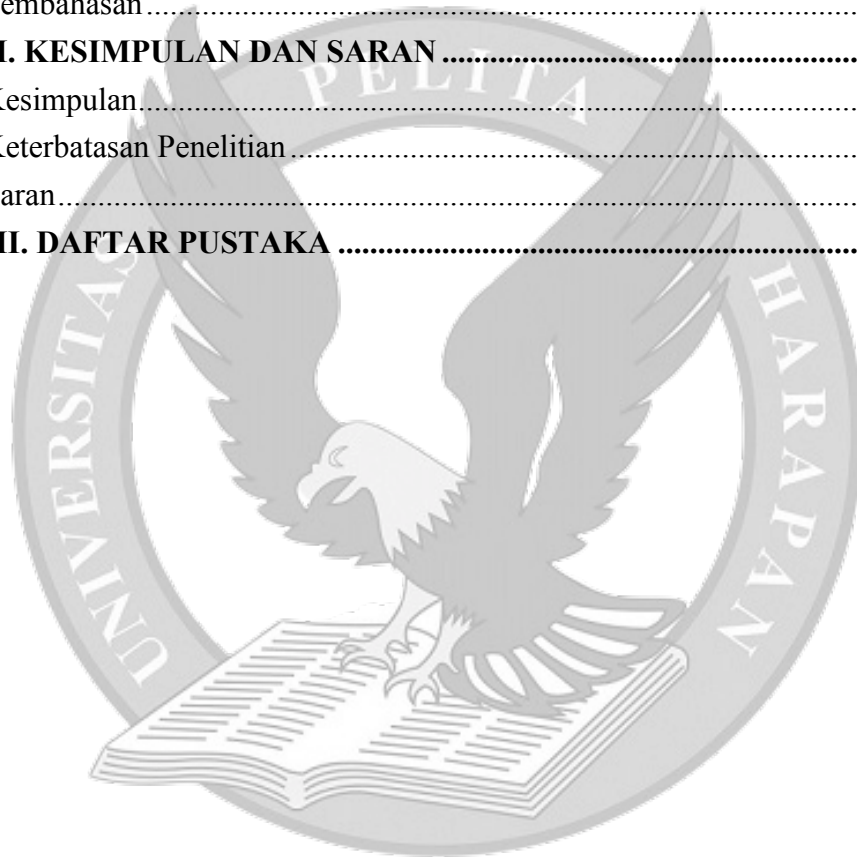 embahasan........................................................................
I. KESIMPULAN DAN SARAN........................................................
Kesimpulan........................................................................
Keterbatasan Penelitian........................................................
aran........................................................................
II. DAFTAR PUSTAKA........................................................
UNIVERSITAS PELITA HARAPAN